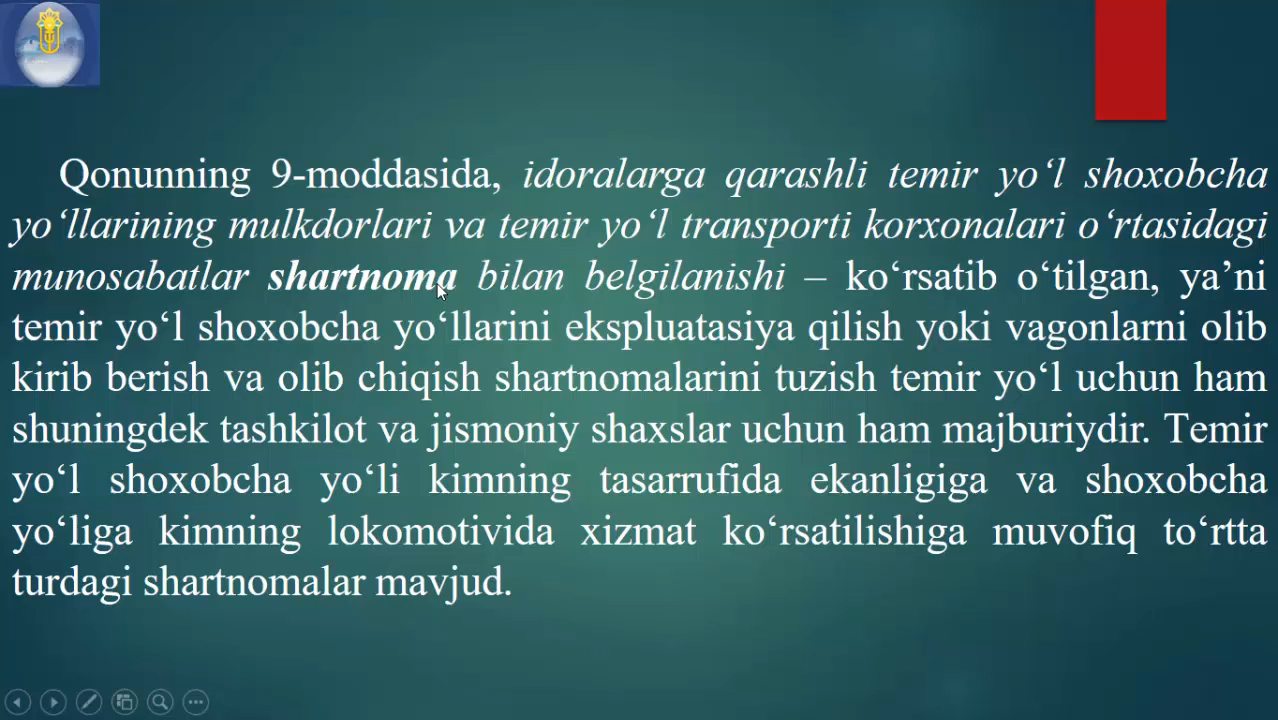 Qonunning 9-moddasida, idoralarga qarashli temir yo‘l shoxobcha
yo‘llarining mulkdorlari va temir yo‘l transporti korxonalari o‘rtasidagi
munosabatlar shartnoma bilan belgilanishi – ko‘rsatib o‘tilgan, ya’ni
temir yo‘l shoxobcha yo‘llarini ekspluatasiya qilish yoki vagonlarni olib
kirib berish va olib chiqish shartnomalarini tuzish temir yo‘l uchun ham
shuningdek tashkilot va jismoniy shaxslar uchun ham majburiydir. Temir
yo‘l shoxobcha yo‘li kimning tasarrufida ekanligiga va shoxobcha
yo‘liga kimning lokomotivida xizmat ko‘rsatilishiga muvofiq to‘rtta
turdagi shartnomalar mavjud.